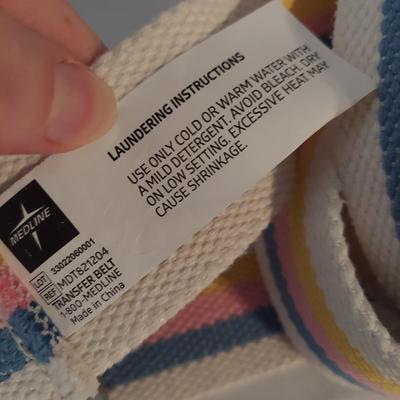 LAUNDERING INSTRUCTIONS
USE ONLY COLD OR WARM WATER WITH
A MILD DETERGENT. AVOID BLEACH. DRY
ON LOW SETTING. EXCESSIVE HEAT MAY
CAUSE SHRINKAGE.
MEDLINE
LOT 33022060001
REF MDT821204
TRANSFER BELT
1-800-MEDLINE
Made in China